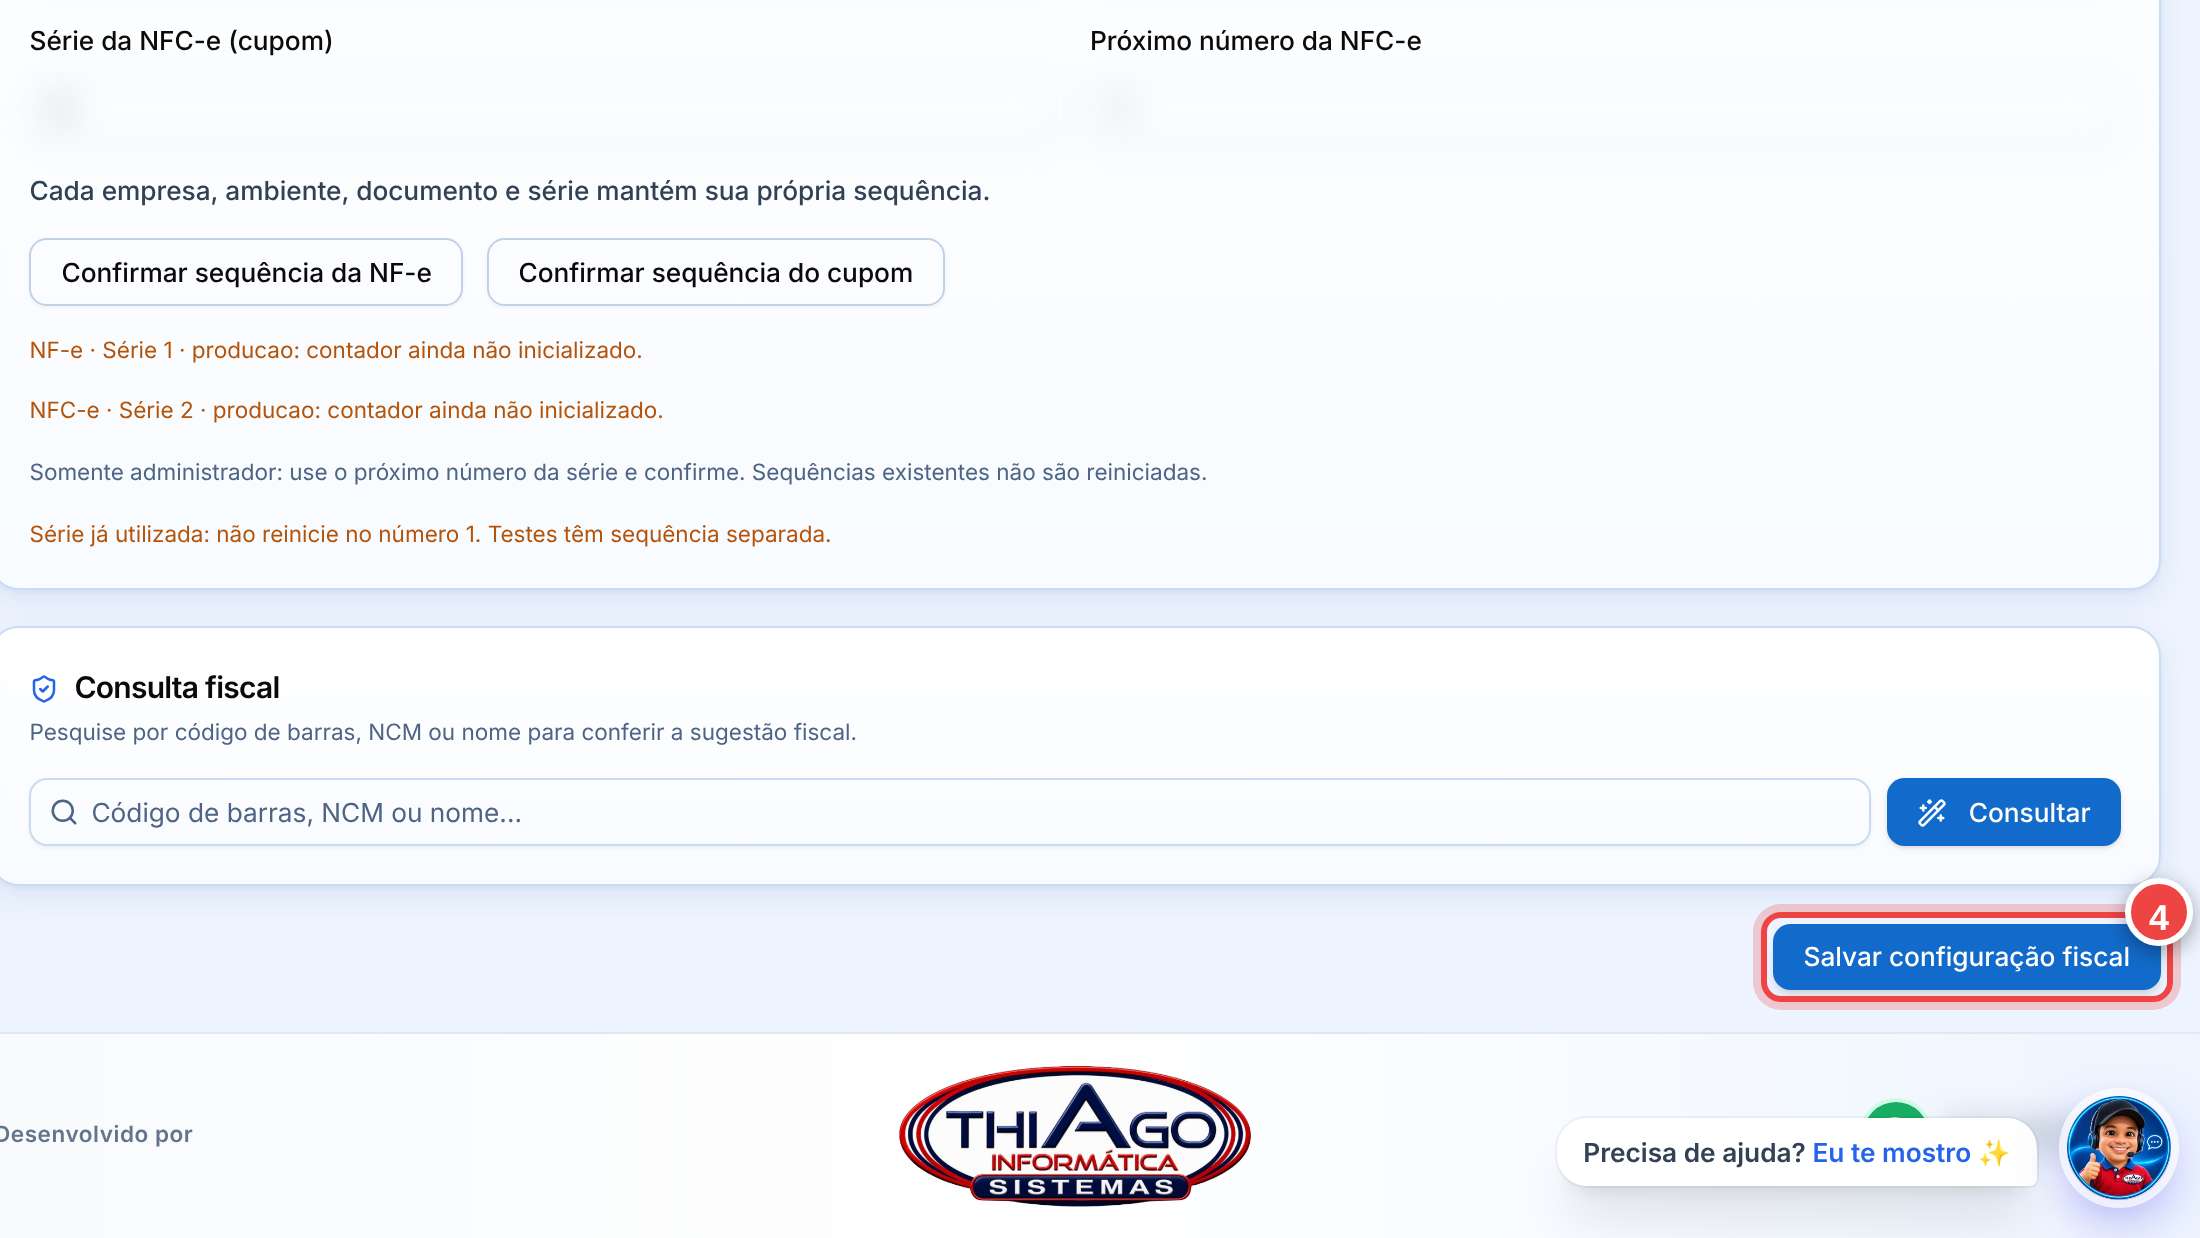 Série da NFC-e (cupom)
Próximo número da NFC-e
Cada empresa, ambiente, documento e série mantém sua própria sequência.
Confirmar sequência da NF-e
Confirmar sequência do cupom
NF-e · Série 1 · producao: contador ainda não inicializado.
NFC-e · Série 2 · producao: contador ainda não inicializado.
Somente administrador: use o próximo número da série e confirme. Sequências existentes não são reiniciadas.
Série já utilizada: não reinicie no número 1. Testes têm sequência separada.
Consulta fiscal
Pesquise por código de barras, NCM ou nome para conferir a sugestão fiscal.
Código de barras, NCM ou nome...
Consultar
4
Salvar configuração fiscal
Desenvolvido por
THIAGO
INFORMÁTICA
SISTEMAS
Precisa de ajuda? Eu te mostro ✨